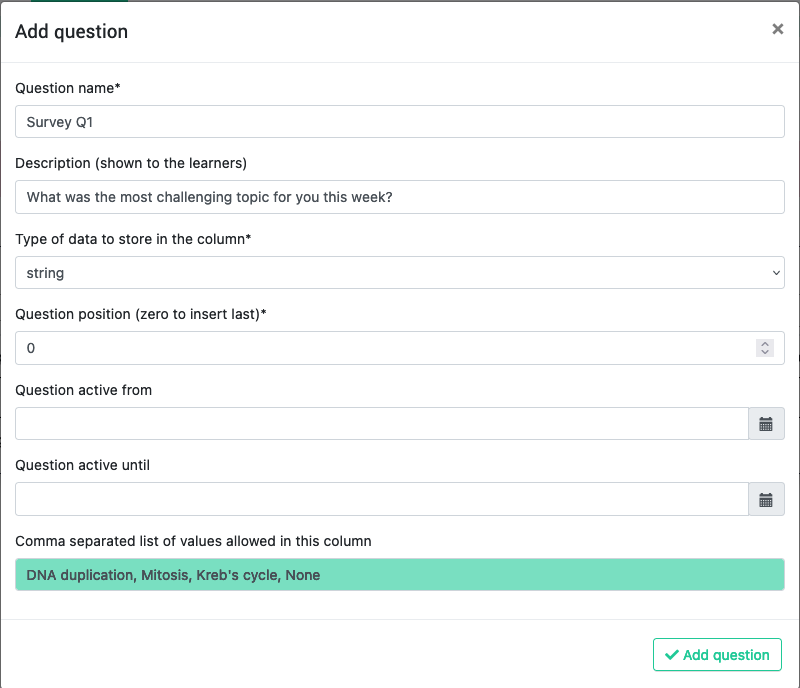 Add question
×
Question name*
Survey Q1
Description (shown to the learners)
What was the most challenging topic for you this week?
Type of data to store in the column*
string
Question position (zero to insert last)*
0
Question active from
Question active until
Comma separated list of values allowed in this column
DNA duplication, Mitosis, Kreb's cycle, None
Add question